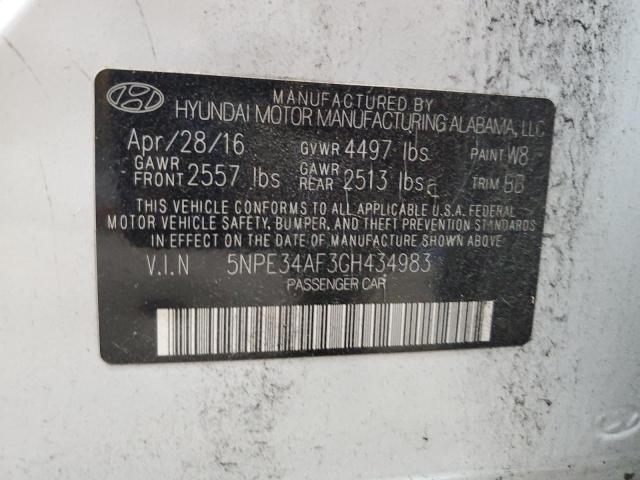 MANUFACTURED BY
HYUNDAI MOTOR MANUFACTURING ALABAMA, LLC
Apr/28/16 GVWR 4497 lbs PAINT W8
GAWR FRONT 2557 lbs GAWR REAR 2513 lbs TRIM BB
THIS VEHICLE CONFORMS TO ALL APPLICABLE U.S.A. FEDERAL
MOTOR VEHICLE SAFETY, BUMPER, AND THEFT PREVENTION
STANDARDS IN EFFECT ON THE DATE OF MANUFACTURE SHOWN ABOVE.
V.I.N 5NPE34AF3GH434983
PASSENGER CAR